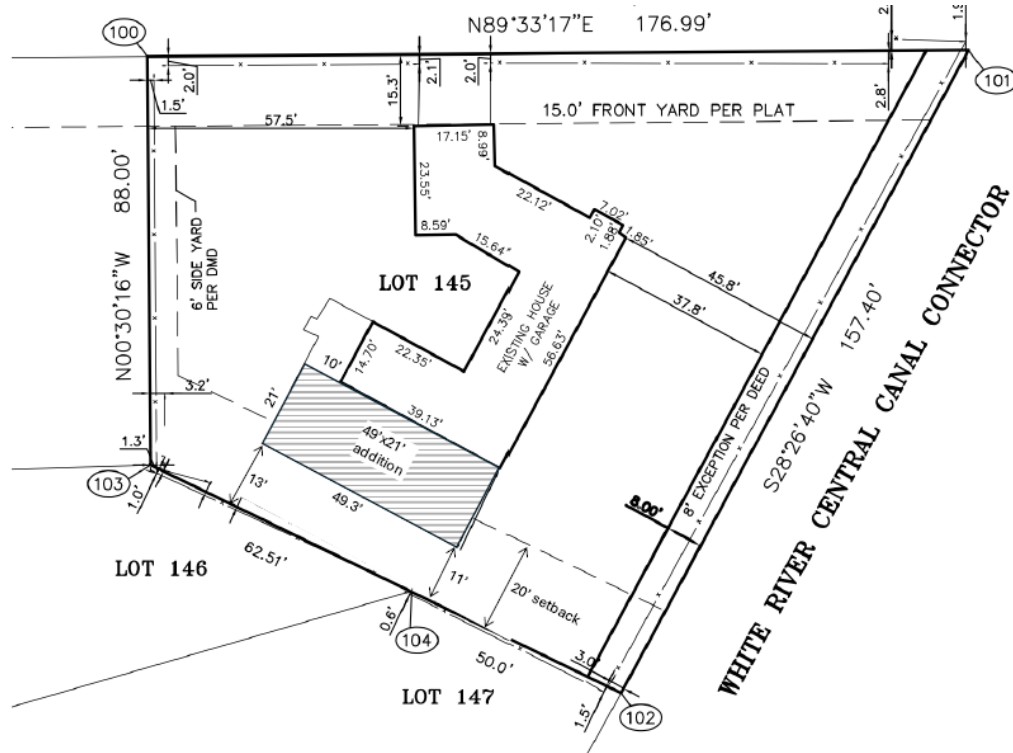 N89°33'17"E 176.99'
100
101
2.
1.9
2.0'
2.1'
2.0'
15.3'
2.8'
1.5'
57.5'
15.0' FRONT YARD PER PLAT
17.15'
8.99'
23.55'
22.12'
7.02'
2.10'
1.88'
1.85'
8.59'
15.64'
N00°30'16"W 88.00'
6' SIDE YARD
PER DMD
LOT 145
45.8'
37.8'
24.39'
EXISTING HOUSE
W/ GARAGE
56.63'
S28°26'40"W 157.40'
WHITE RIVER CENTRAL CANAL CONNECTOR
8' EXCEPTION PER DEED
14.70'
22.35'
10'
3.2'
21'
39.13'
49'x21'
addition
1.3'
103
1.0'
13'
49.3'
8.00'
62.51'
LOT 146
11'
20' setback
0.6'
104
50.0'
3.0'
LOT 147
1.5'
102